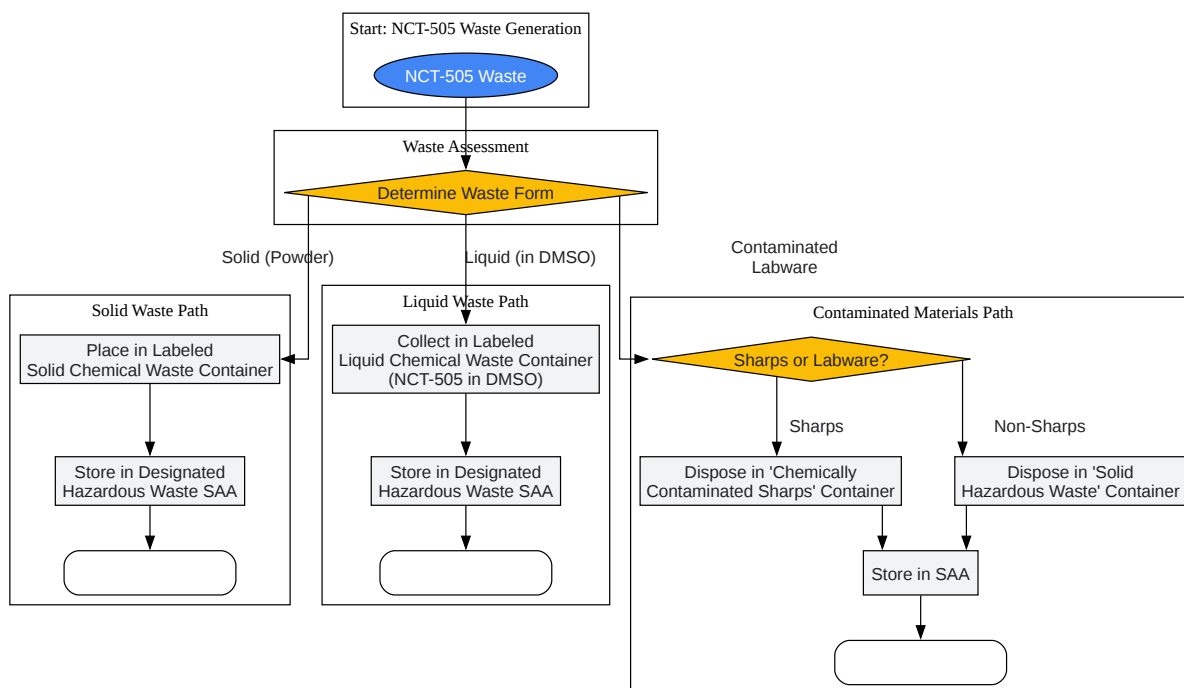 Start: NCT-505 Waste Generation
NCT-505 Waste
Waste Assessment
Determine Waste Form
Solid (Powder)
Liquid (in DMSO)
Contaminated
Labware
Solid Waste Path
Place in Labeled
Solid Chemical Waste Container
Store in Designated
Hazardous Waste SAA
Liquid Waste Path
Collect in Labeled
Liquid Chemical Waste Container
(NCT-505 in DMSO)
Store in Designated
Hazardous Waste SAA
Contaminated Materials Path
Sharps or Labware?
Sharps
Non-Sharps
Dispose in 'Chemically
Contaminated Sharps' Container
Dispose in 'Solid
Hazardous Waste' Container
Store in SAA